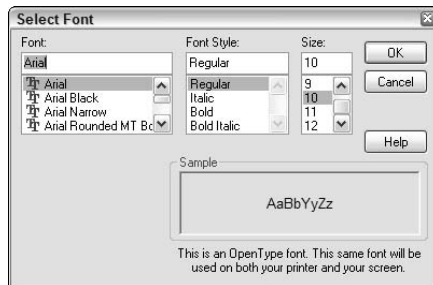 Select Font
Font:
Arial
Arial
Arial Black
Arial Narrow
Arial Rounded MT Bo
Font Style:
Regular
Regular
Italic
Bold
Bold Italic
Size:
10
9
10
11
12
OK
Cancel
Help
Sample
AaBbYyZz
This is an OpenType font. This same font will be
used on both your printer and your screen.